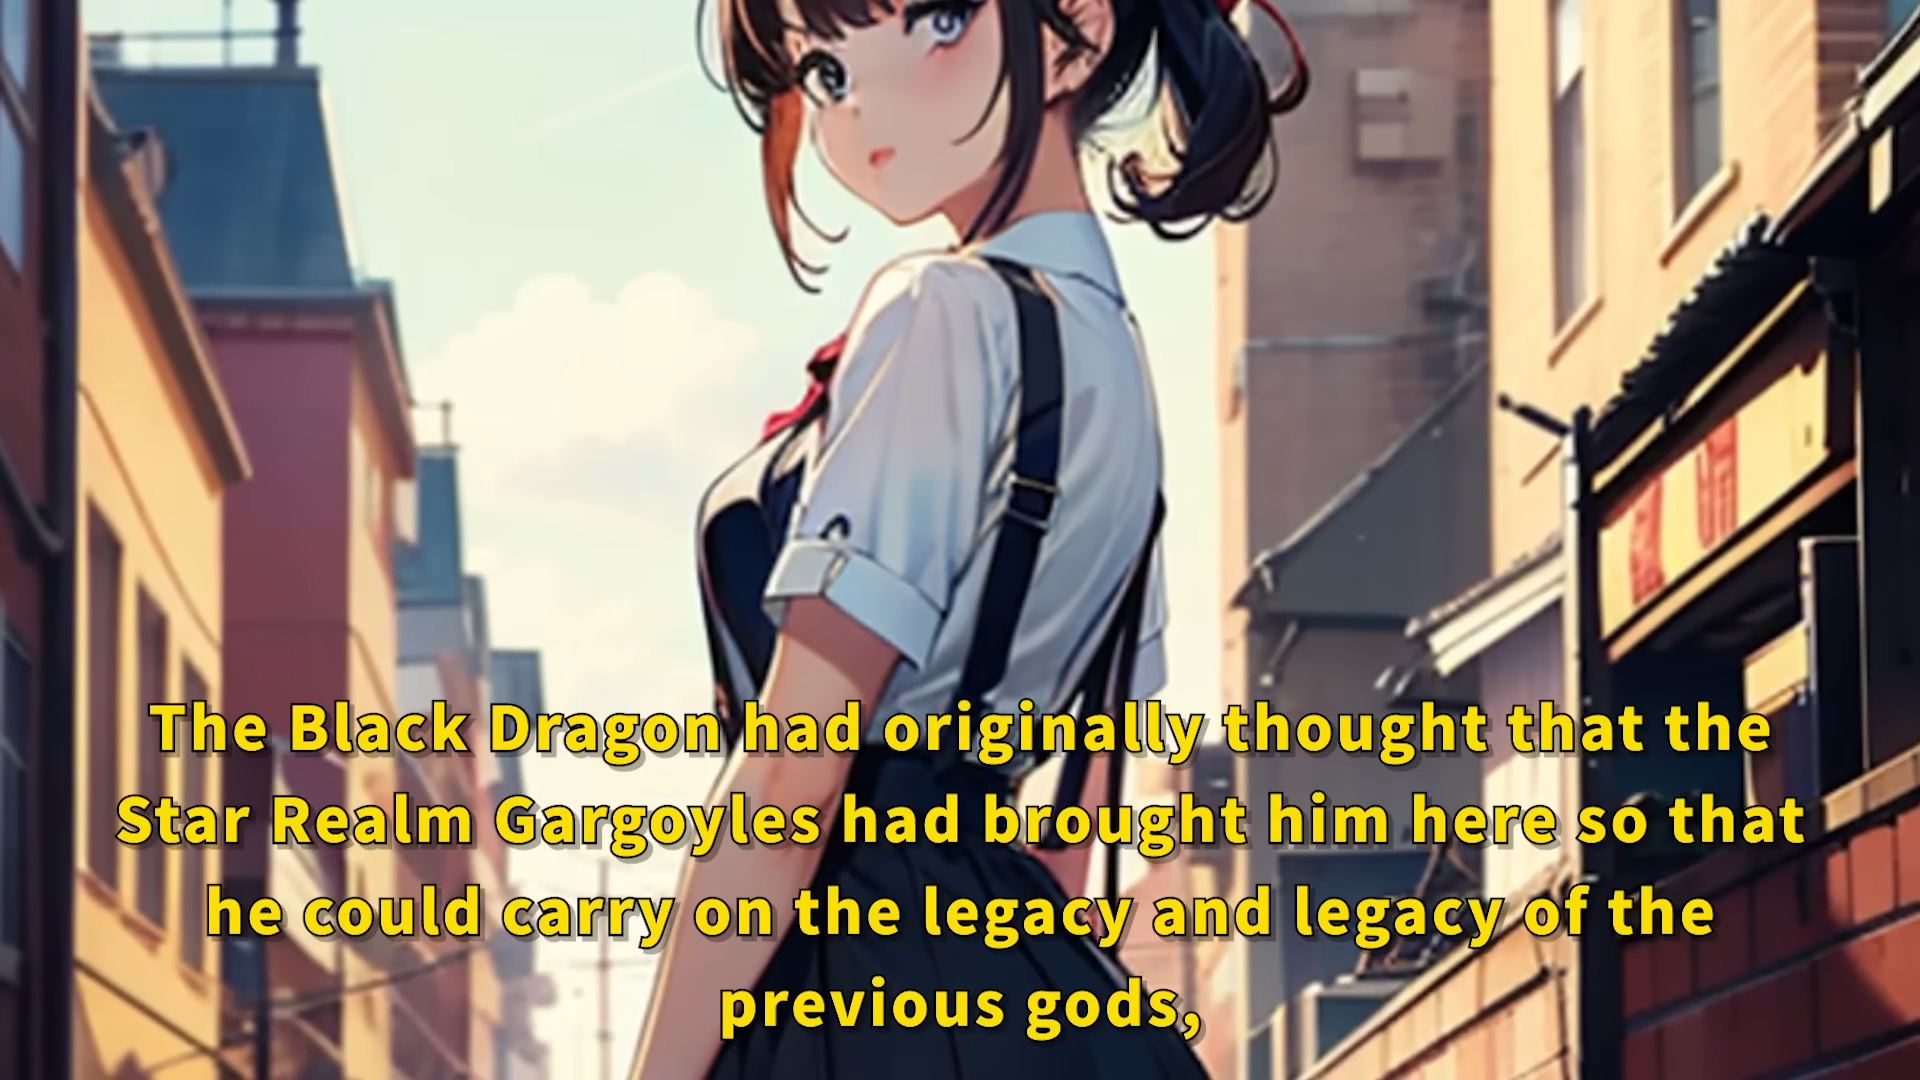 The Black Dragon had originally thought that the
Star Realm Gargoyles had brought him here so that
he could carry on the legacy and legacy of the
previous gods,